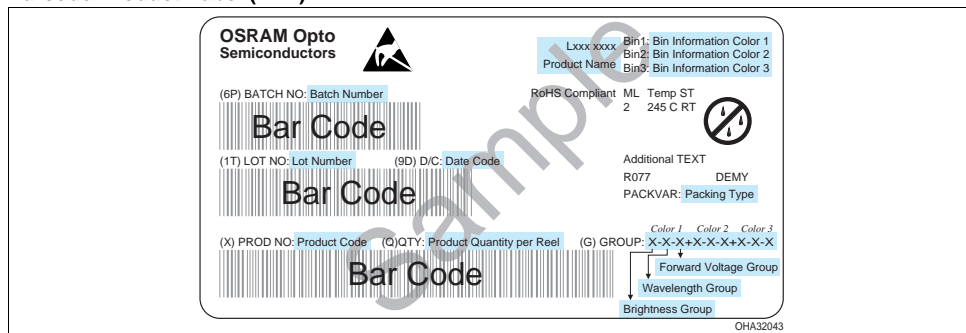 OSRAM Opto
Semiconductors
Lxxx xxxx
Product Name
Bin1: Bin Information Color 1
Bin2: Bin Information Color 2
Bin3: Bin Information Color 3
(6P) BATCH NO: Batch Number
Bar Code
RoHS Compliant ML Temp ST
2 245 C RT
(1T) LOT NO: Lot Number (9D) D/C: Date Code
Bar Code
Additional TEXT
R077 DEMY
PACKVAR: Packing Type
Color 1 Color 2 Color 3
(X) PROD NO: Product Code (Q)QTY: Product Quantity per Reel (G) GROUP: X-X-X+X-X-X+X-X-X
Bar Code
Forward Voltage Group
Wavelength Group
Brightness Group
Sample
OHA32043